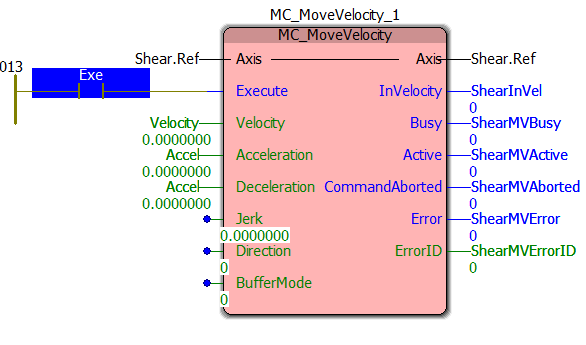 MC_MoveVelocity_1
MC_MoveVelocity
013
Shear.Ref Axis Axis Shear.Ref
Exe
Execute InVelocity ShearInVel
0
Velocity Velocity Busy ShearMVBusy
0.0000000 0
Accel Acceleration Active ShearMVActive
0.0000000 0
Accel Deceleration CommandAborted ShearMVAborted
0.0000000 0
Jerk Error ShearMVError
0.0000000 0
Direction ErrorID ShearMVErrorID
0 0
BufferMode
0